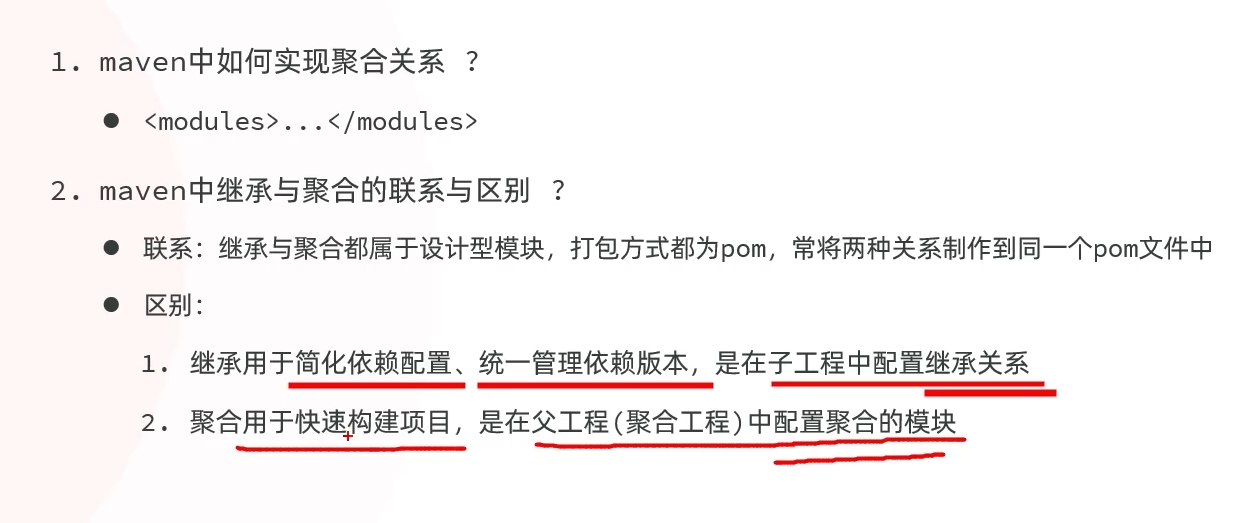 1. maven中如何实现聚合关系 ?
● <modules>...</modules>
2. maven中继承与聚合的联系与区别 ?
● 联系：继承与聚合都属于设计型模块，打包方式都为pom，常将两种关系制作到同一个pom文件中
● 区别：
1. 继承用于简化依赖配置、统一管理依赖版本，是在子工程中配置继承关系
2. 聚合用于快速构建项目，是在父工程(聚合工程)中配置聚合的模块